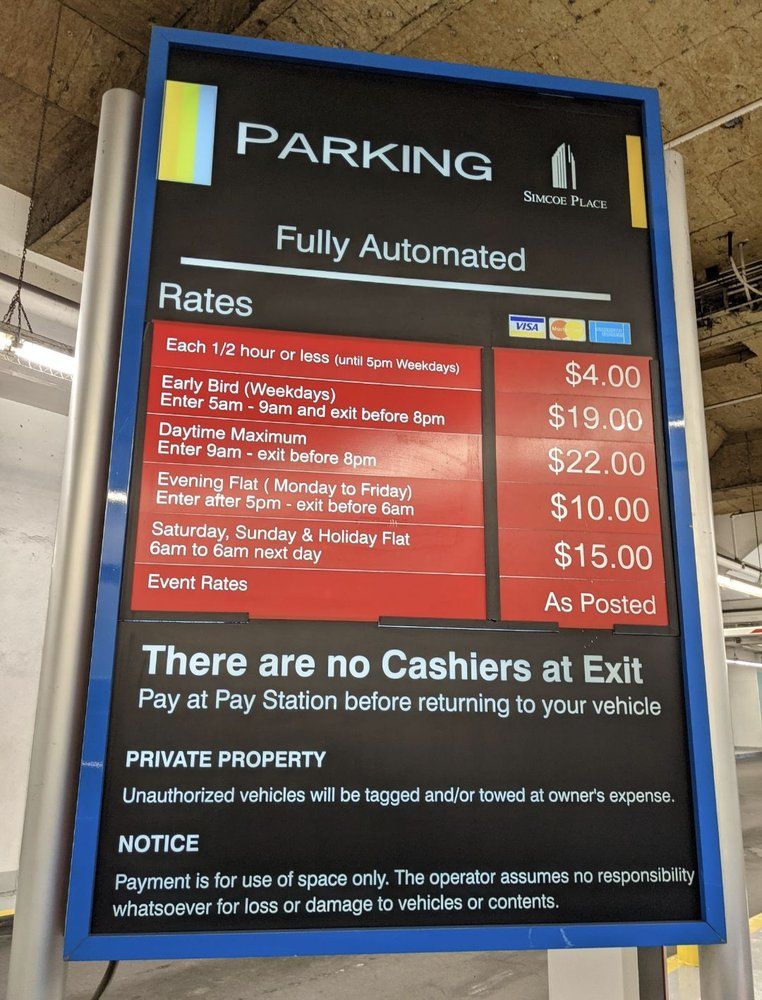 PARKING
SIMCOE PLACE
Fully Automated
Rates
VISA
Each 1/2 hour or less (until 5pm Weekdays)
$4.00
Early Bird (Weekdays)
Enter 5am - 9am and exit before 8pm
$19.00
Daytime Maximum
Enter 9am - exit before 8pm
$22.00
Evening Flat ( Monday to Friday)
Enter after 5pm - exit before 6am
$10.00
Saturday, Sunday & Holiday Flat
6am to 6am next day
$15.00
Event Rates
As Posted
There are no Cashiers at Exit
Pay at Pay Station before returning to your vehicle
PRIVATE PROPERTY
Unauthorized vehicles will be tagged and/or towed at owner's expense.
NOTICE
Payment is for use of space only. The operator assumes no responsibility
whatsoever for loss or damage to vehicles or contents.